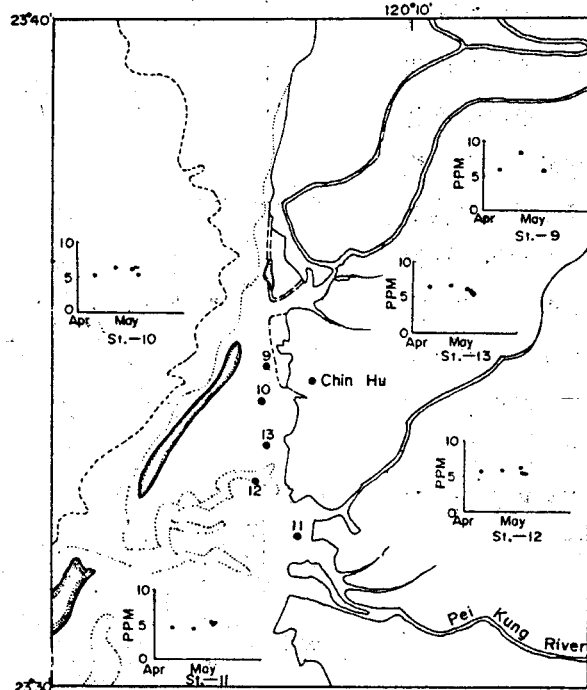 120°10'
23°40'
10
5
0
PPM
Apr
May
St.-9
10
5
0
Apr
May
St.-10
10
5
0
PPM
Apr
May
St.-13
9
10
Chin Hu
13
12
10
5
0
PPM
Apr
May
St.-12
11
10
5
0
PPM
Apr
May
St.-11
Pei Kung River
23°30'